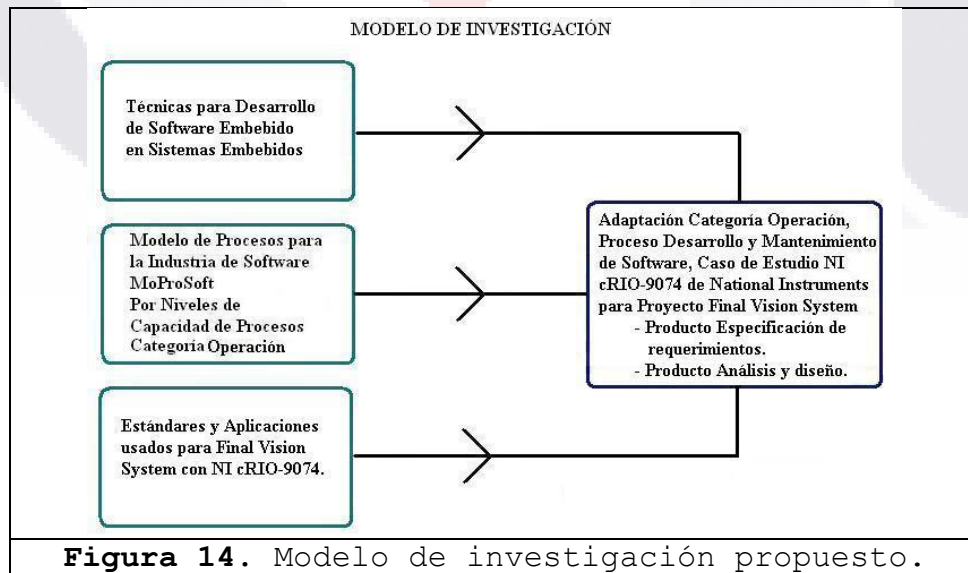 MODELO DE INVESTIGACIÓN
Técnicas para Desarrollo
de Software Embebido
en Sistemas Embebidos
Modelo de Procesos para
la Industria de Software
MoProSoft
Por Niveles de
Capacidad de Procesos
Categoría Operación
Estándares y Aplicaciones
usados para Final Vision
System con NI cRIO-9074.
Adaptación Categoría Operación,
Proceso Desarrollo y Mantenimiento
de Software, Caso de Estudio NI
cRIO-9074 de National Instruments
para Proyecto Final Vision System
- Producto Especificación de
requerimientos.
- Producto Análisis y diseño.
Figura 14. Modelo de investigación propuesto.